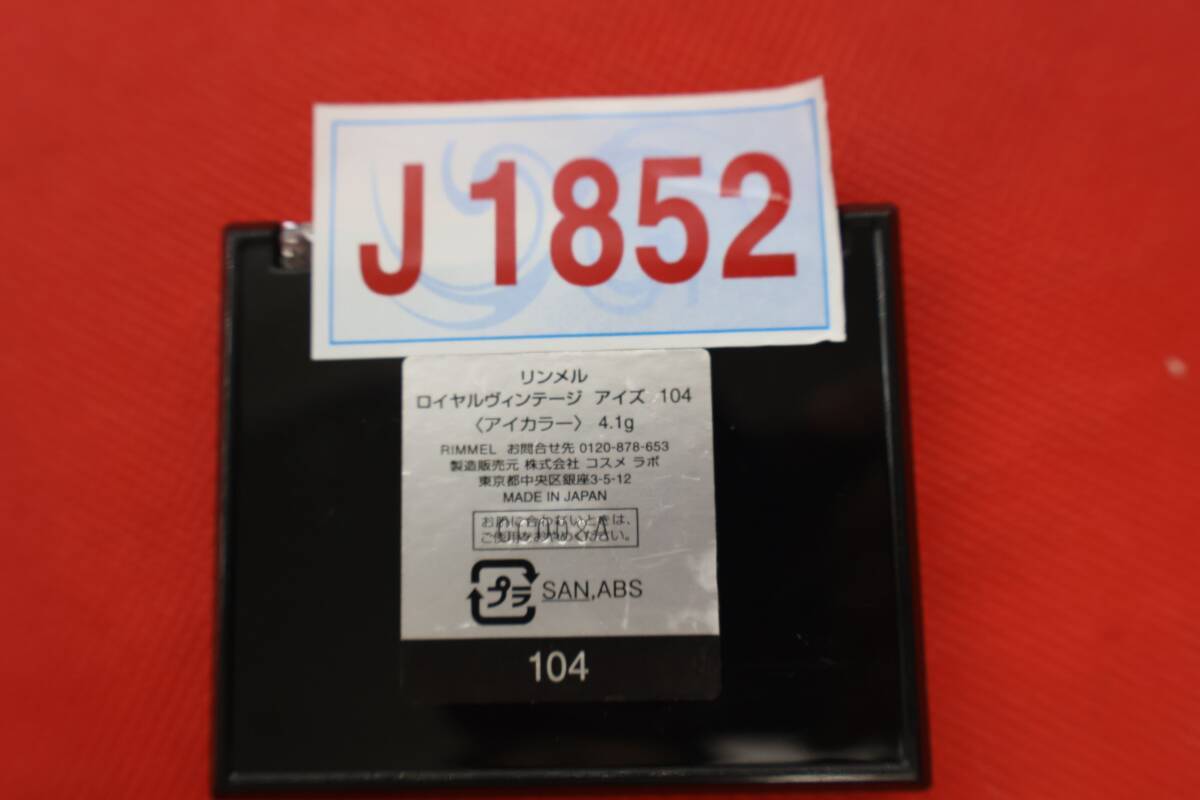 J1852
リンメル
ロイヤルヴィンテージ アイズ 104
〈アイカラー〉 4.1g
RIMMEL お問合せ先 0120-878-653
製造販売元 株式会社 コスメ ラボ
東京都中央区銀座3-5-12
MADE IN JAPAN
お肌に合わないときは、
ご使用をおやめください。
プラ SAN,ABS
104